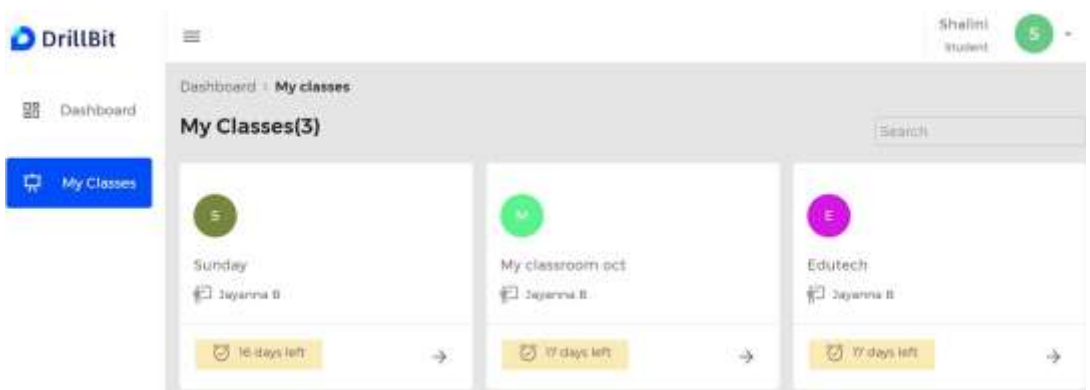 DrillBit
Shalini
Student
S
Dashboard
My Classes
Dashboard My classes
My Classes(3)
Search
S
Sunday
Jayanna B
16 days left
M
My classroom oct
Jayanna B
17 days left
E
Edutech
Jayanna B
17 days left